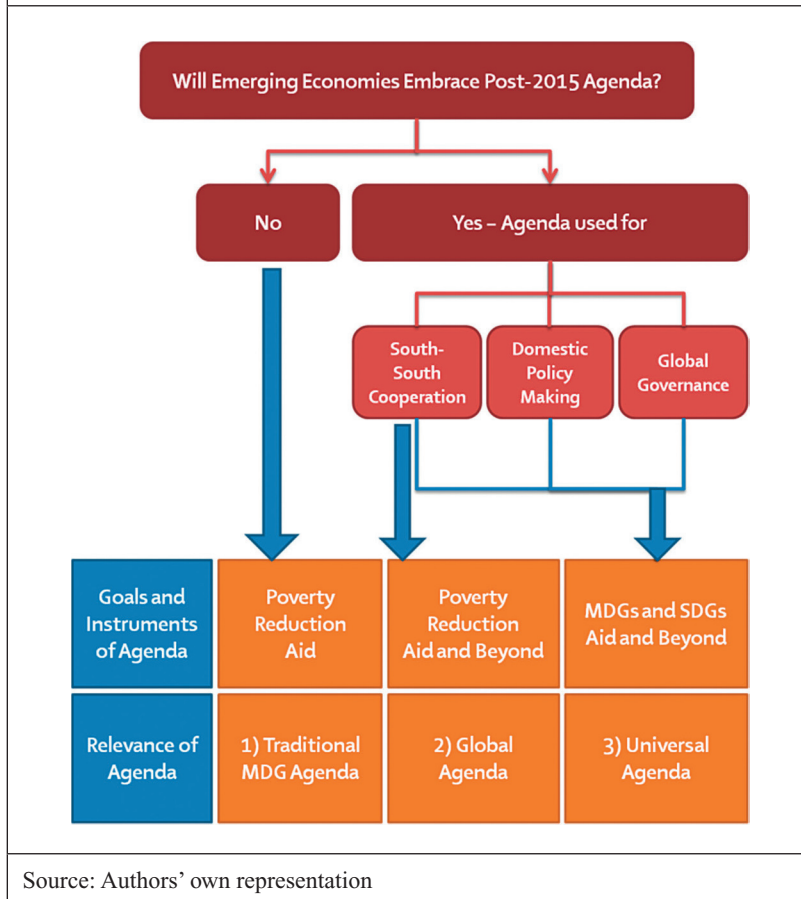 Will Emerging Economies Embrace Post-2015 Agenda?
No
Yes – Agenda used for
South-
South
Cooperation
Domestic
Policy
Making
Global
Governance
Goals and
Instruments
of Agenda
Poverty
Reduction
Aid
Poverty
Reduction
Aid and Beyond
MDGs and SDGs
Aid and Beyond
Relevance of
Agenda
1) Traditional
MDG Agenda
2) Global
Agenda
3) Universal
Agenda
Source: Authors’ own representation